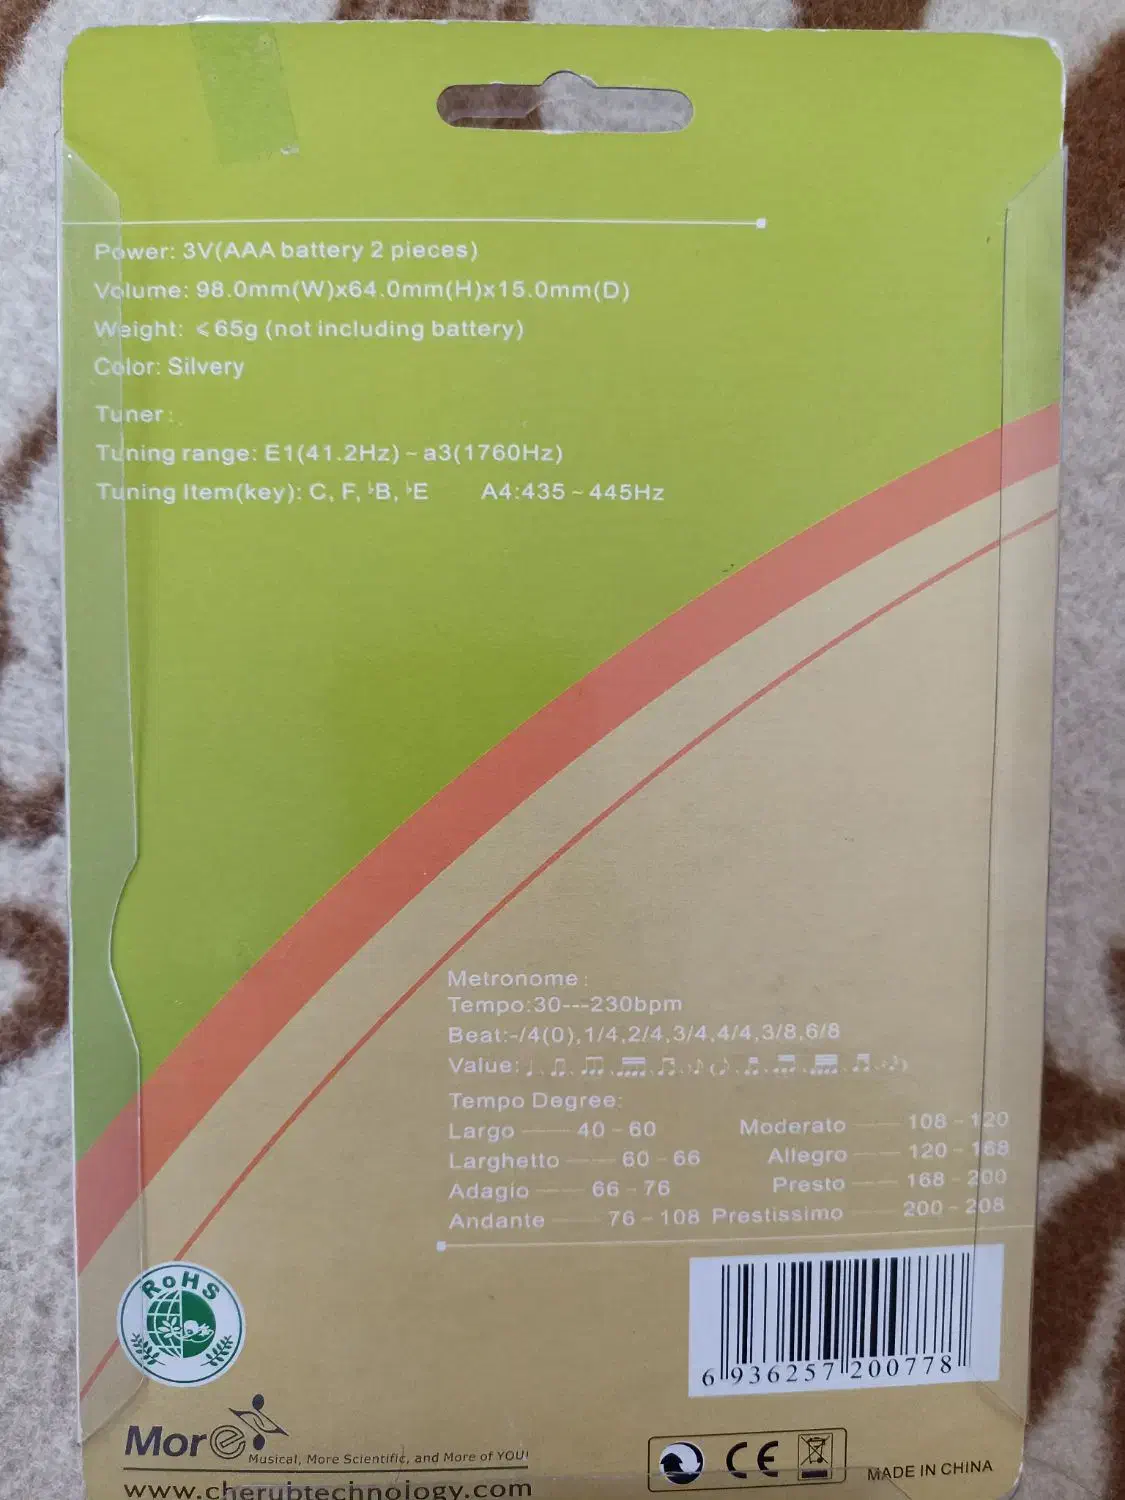 Power: 3V(AAA battery 2 pieces)
Volume: 98.0mm(W)x64.0mm(H)x15.0mm(D)
Weight: <65g (not including battery)
Color: Silvery
Tuner:
Tuning range: E1(41.2Hz)~a3(1760Hz)
Tuning Item(key): C, F, ♭B, ♭E A4:435~445Hz
Metronome:
Tempo:30---230bpm
Beat:-/4(0),1/4,2/4,3/4,4/4,3/8,6/8
Value:
Tempo Degree:
Largo — 40-60 Moderato — 108-120
Larghetto — 60-66 Allegro — 120-168
Adagio — 66-76 Presto — 168-200
Andante — 76-108 Prestissimo — 200-208
RoHS
6 936257 200778
More
Musical, More Scientific, and More of YOU!
www.cherubtechnology.com
CE
MADE IN CHINA